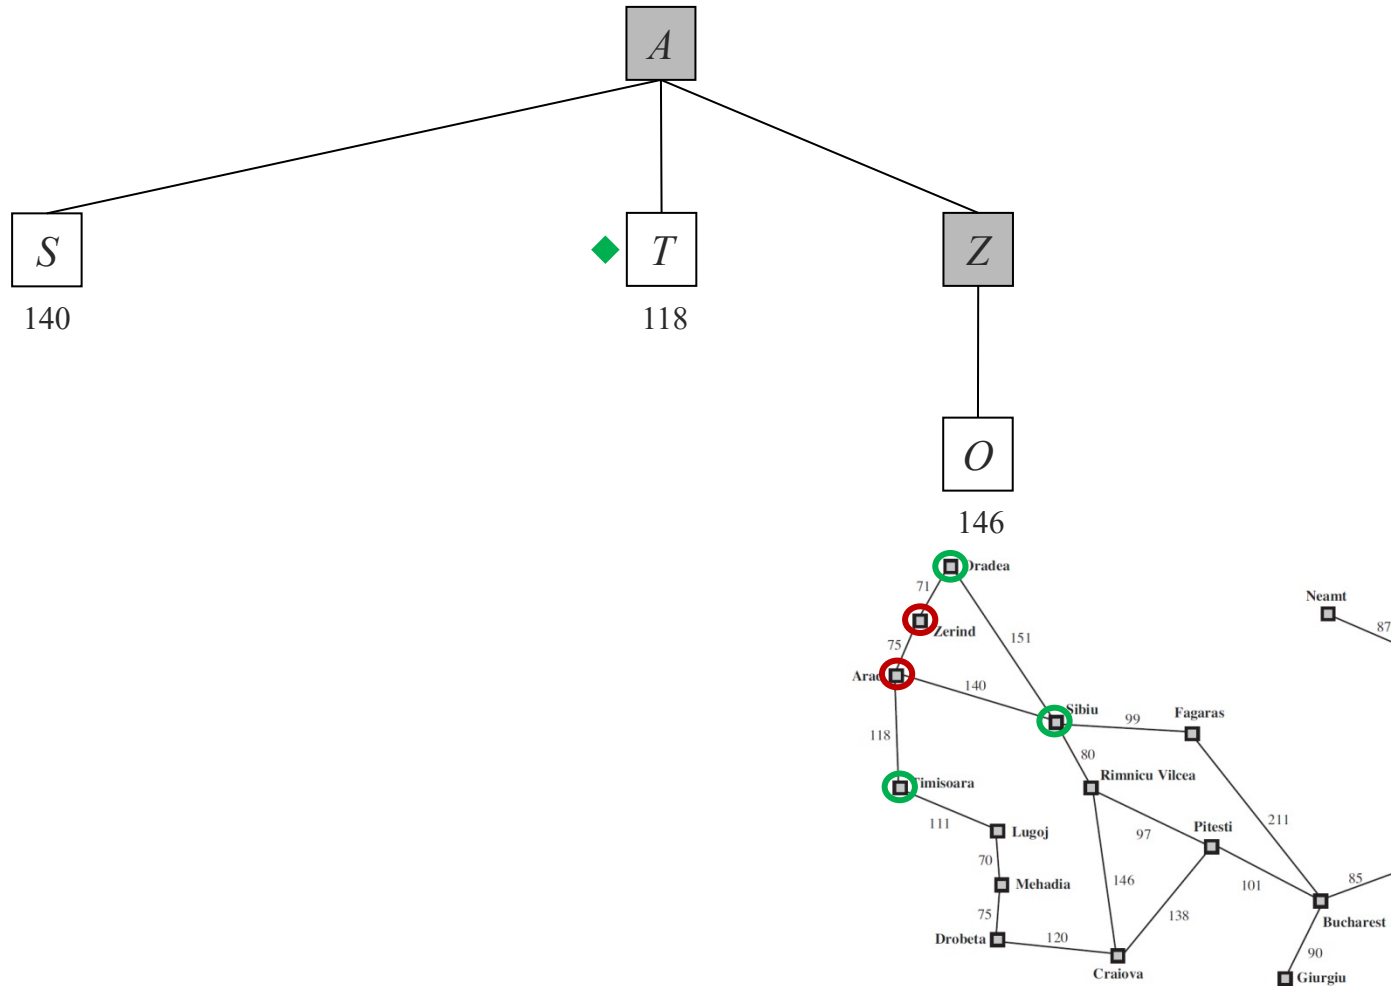 A
S
T
Z
140
118
O
146
Oradea
71
Neamt
87
Zerind
75
151
Arad
140
Sibiu
Fagaras
99
118
80
Timisoara
Rimnicu Vilcea
111
211
Lugoj
97
Pitesti
70
Mehadia
146
101
85
75
138
Bucharest
Drobeta
120
90
Craiova
Giurgiu